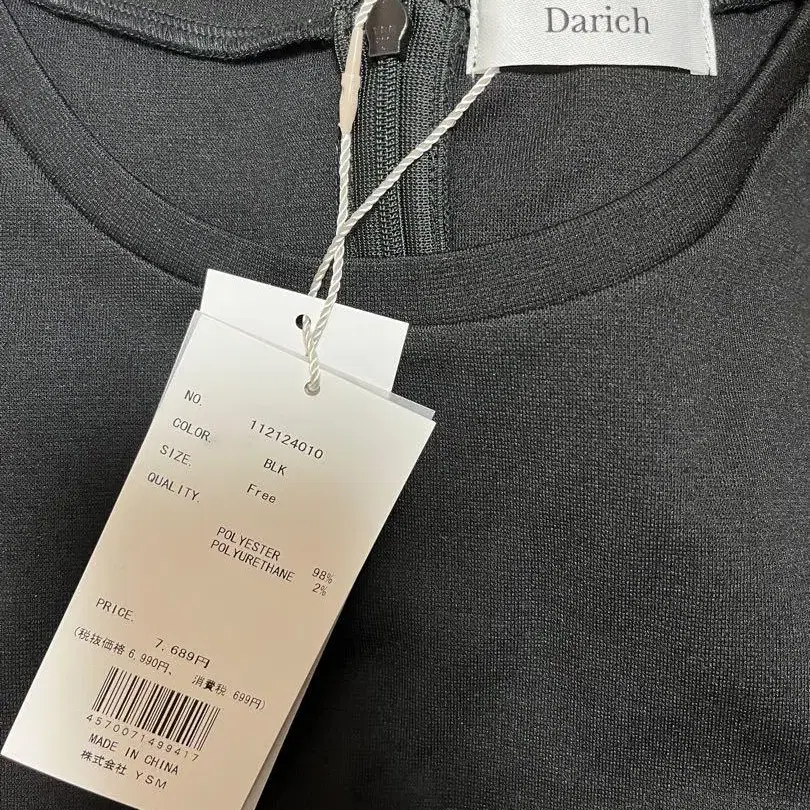 Darich
NO. 112124010
COLOR. BLK
SIZE. Free
QUALITY.
POLYESTER 98%
POLYURETHANE 2%
PRICE.
7,689円
(税抜価格 6,990円、 消費税 699円)
4570071499417
MADE IN CHINA
株式会社 YSM